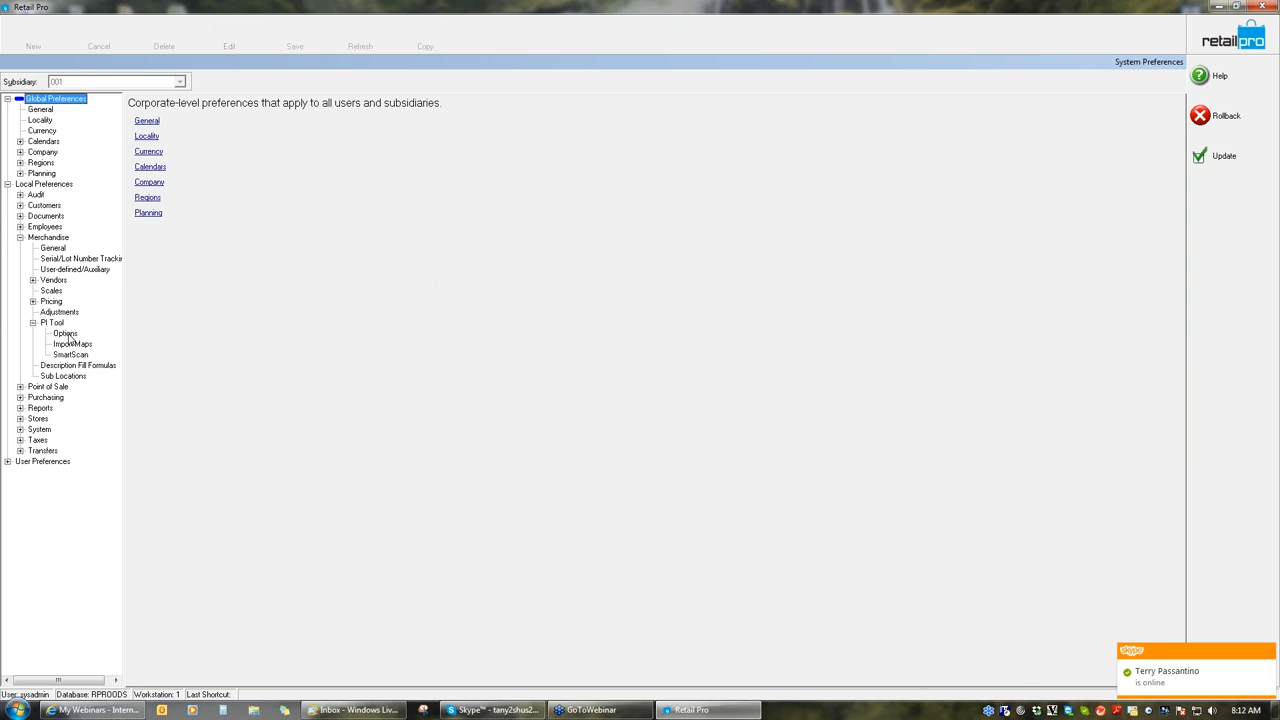 Retail Pro
New Cancel Delete Edit Save Refresh Copy
retailpro
System Preferences
Subsidiary: 001
Help
Rollback
Update
Global Preferences
General
Locality
Currency
Calendars
Company
Regions
Planning
Local Preferences
Audit
Customers
Documents
Employees
Merchandise
General
Serial/Lot Number Trackin
User-defined/Auxiliary
Vendors
Scales
Pricing
Adjustments
PI Tool
Options
Import Maps
SmartScan
Description Fill Formulas
Sub Locations
Point of Sale
Purchasing
Reports
Stores
System
Taxes
Transfers
User Preferences
Corporate-level preferences that apply to all users and subsidiaries.
General
Locality
Currency
Calendars
Company
Regions
Planning
skype
Terry Passantino
is online
User: sysadmin Database: RPROODS Workstation: 1 Last Shortcut:
My Webinars - Intern... Inbox - Windows Liv... Skype™ - tany2shus2... GoToWebinar Retail Pro 8:12 AM